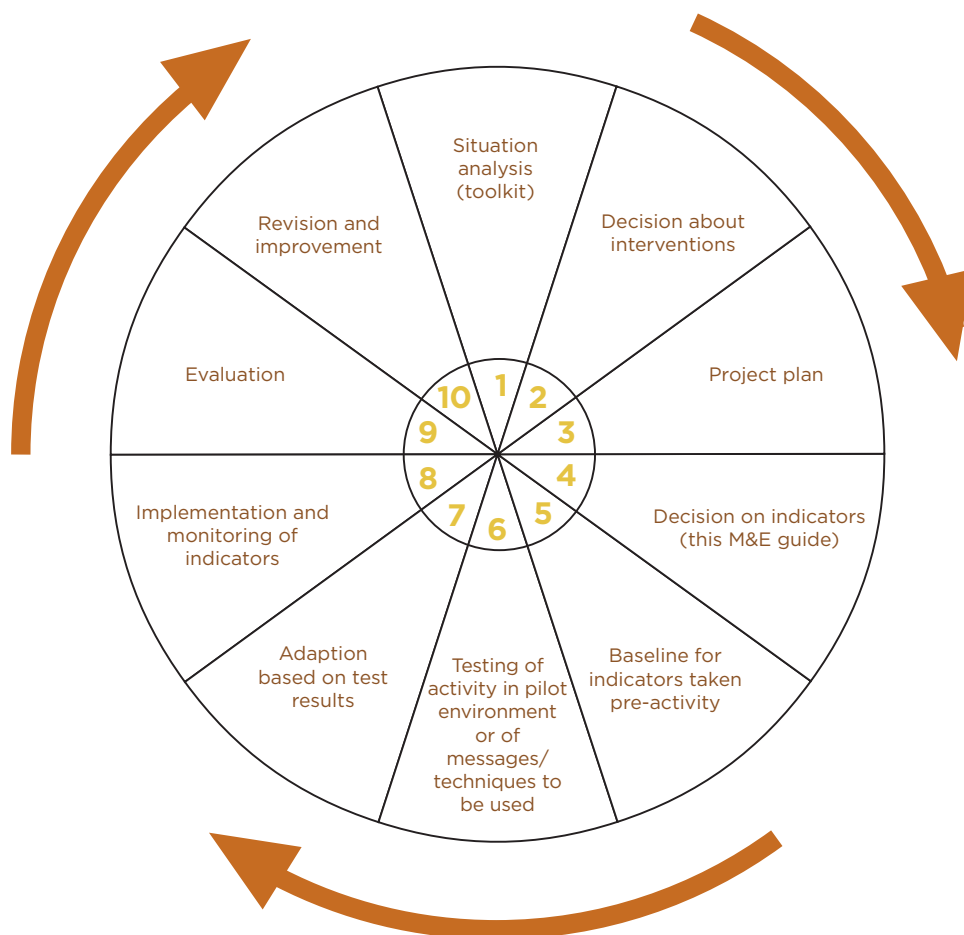 Situation
analysis
(toolkit)
Decision about
interventions
Project plan
Decision on indicators
(this M&E guide)
Baseline for
indicators taken
pre-activity
Testing of
activity in pilot
environment
or of
messages/
techniques to
be used
Adaption
based on test
results
Implementation and
monitoring of
indicators
Evaluation
Revision and
improvement
1
2
3
4
5
6
7
8
9
10